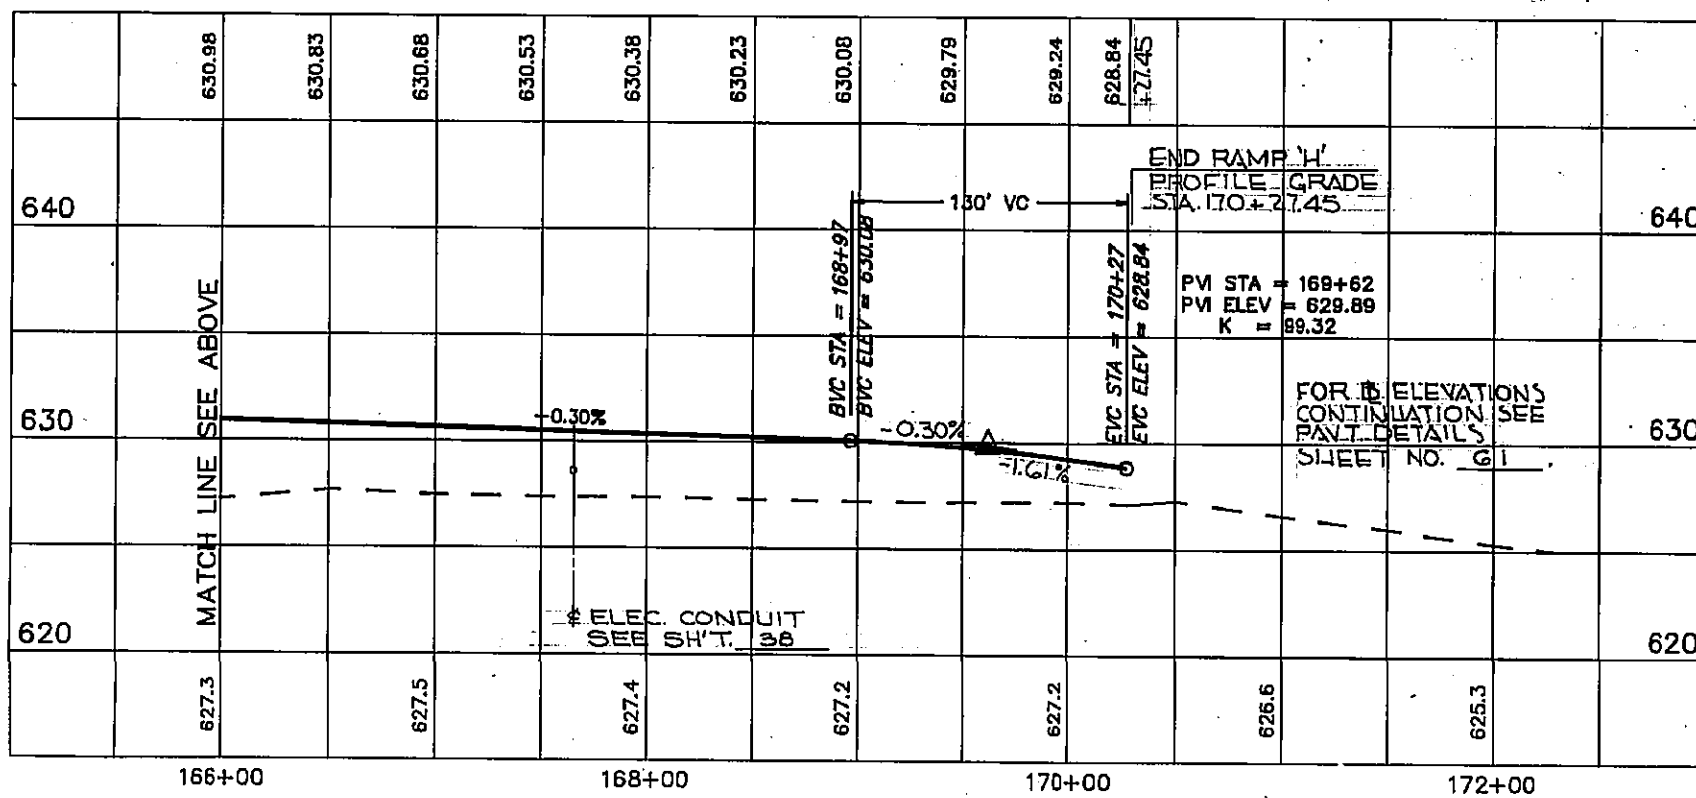 630.98
630.83
630.68
630.53
630.38
630.23
630.08
629.79
629.24
628.84
+27.45
END RAMP 'H'
PROFILE GRADE
STA. 170+27.45
130' VC
640
640
BVC STA = 168+97
BVC ELEV = 630.08
EVC STA = 170+27
EVC ELEV = 628.84
PVI STA = 169+62
PVI ELEV = 629.89
K = 99.32
MATCH LINE SEE ABOVE
FOR ELEVATIONS
CONTINUATION SEE
PAV'T. DETAILS
SHEET NO. 61
630
-0.30%
-0.30%
630
-1.61%
℄ ELEC. CONDUIT
SEE SH'T. 38
620
620
627.3
627.5
627.4
627.2
627.2
626.6
625.3
166+00
168+00
170+00
172+00